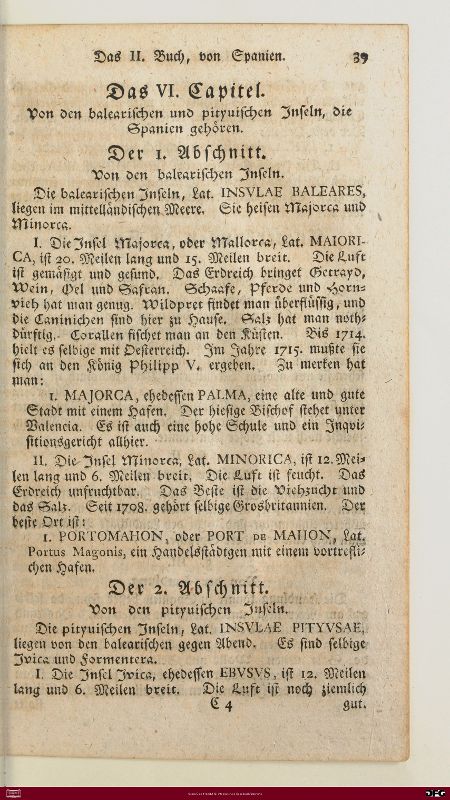 Das II. Buch, von Spanien. 39
Das VI. Capitel.
Von den balearischen und pityuischen Inseln, die
Spanien gehören.
Der 1. Abschnitt.
Von den balearischen Inseln.
Die balearischen Inseln, Lat. INSVLAE BALEARES,
liegen im mittelländischen Meere. Sie heisen Majorca und
Minorca.
I. Die Insel Majorca, oder Mallorca, Lat. MAIORI-
CA, ist 20. Meilen lang und 15. Meilen breit. Die Luft
ist gemäsigt und gesund. Das Erdreich bringet Getrayd,
Wein, Oel und Safran. Schaafe, Pferde und Horn-
vieh hat man genug. Wildpret findet man überflüssig, und
die Caninichen sind hier zu Hause. Salz hat man noth-
dürftig. Corallen fischet man an den Küsten. Bis 1714.
hielt es selbige mit Oesterreich. Im Jahre 1715. mußte sie
sich an den König Philipp V. ergeben. Zu merken hat
man:
1. MAJORCA, ehedessen PALMA, eine alte und gute
Stadt mit einem Hafen. Der hiesige Bischof stehet unter
Valencia. Es ist auch eine hohe Schule und ein Inqui-
sitionsgericht allhier.
II. Die Insel Minorca, Lat. MINORICA, ist 12. Mei-
len lang und 6. Meilen breit. Die Luft ist feucht. Das
Erdreich unfruchtbar. Das Beste ist die Viehzucht und
das Salz. Seit 1708. gehört selbige Grosbritannien. Der
beste Ort ist:
1. PORTOMAHON, oder PORT DE MAHON, Lat.
Portus Magonis, ein Handelsstädtgen mit einem vortrefli-
chen Hafen.
Der 2. Abschnitt.
Von den pityuischen Inseln.
Die pityuischen Inseln, Lat. INSVLAE PITYVSAE,
liegen von den balearischen gegen Abend. Es sind selbige
Ivica und Formentera.
I. Die Insel Ivica, ehedessen EBVSVS, ist 12. Meilen
lang und 6. Meilen breit. Die Luft ist noch ziemlich
C 4 gut.
DFG